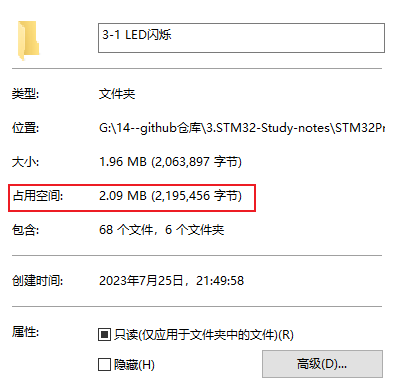 3-1 LED闪烁
类型: 文件夹
位置: G:\14--github仓库\3.STM32-Study-notes\STM32Pr
大小: 1.96 MB (2,063,897 字节)
占用空间: 2.09 MB (2,195,456 字节)
包含: 68 个文件，6 个文件夹
创建时间: 2023年7月25日，21:49:58
属性: 只读(仅应用于文件夹中的文件)(R)
隐藏(H) 高级(D)...